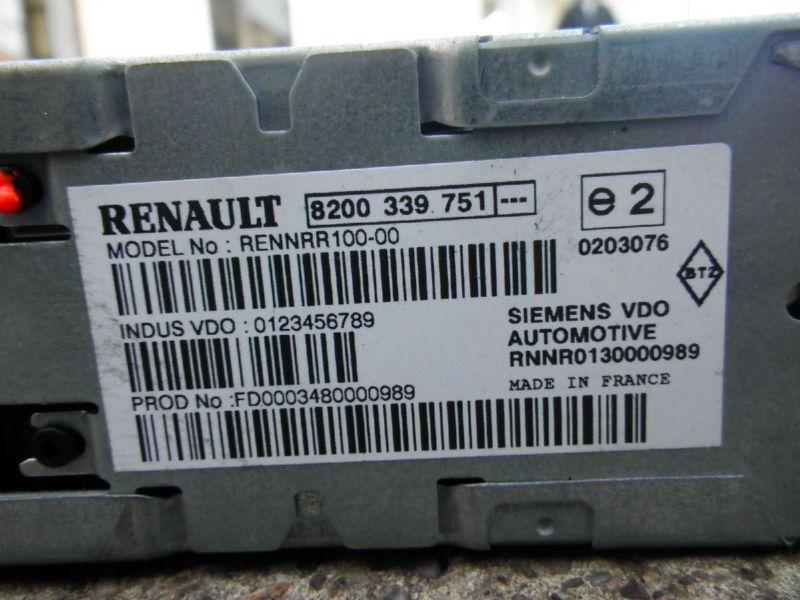 RENAULT 8200 339 751 --- e 2
MODEL No : RENNRR100-00 0203076
BTZ
INDUS VDO : 0123456789 SIEMENS VDO
AUTOMOTIVE
RNNR0130000989
PROD No :FD0003480000989 MADE IN FRANCE